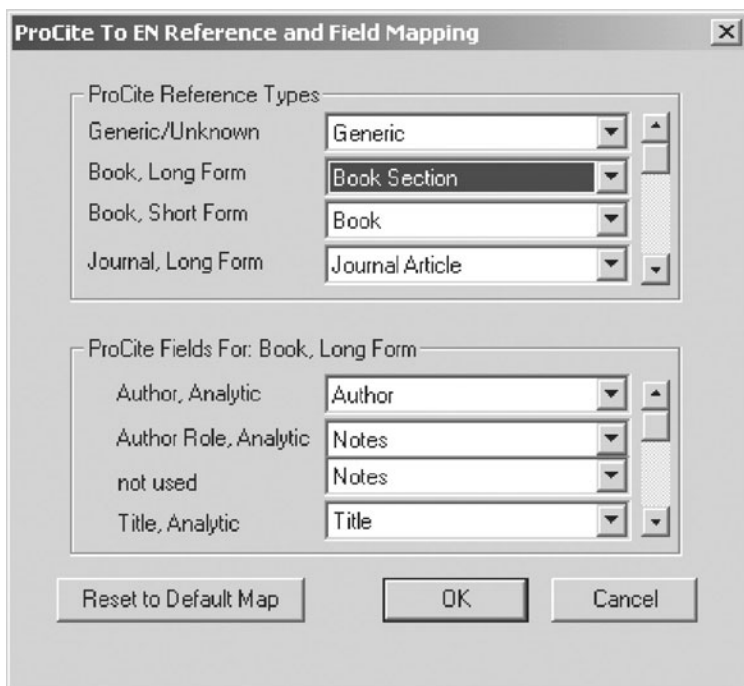 ProCite To EN Reference and Field Mapping
ProCite Reference Types
Generic/Unknown Generic
Book, Long Form Book Section
Book, Short Form Book
Journal, Long Form Journal Article
ProCite Fields For: Book, Long Form
Author, Analytic Author
Author Role, Analytic Notes
not used Notes
Title, Analytic Title
Reset to Default Map OK Cancel